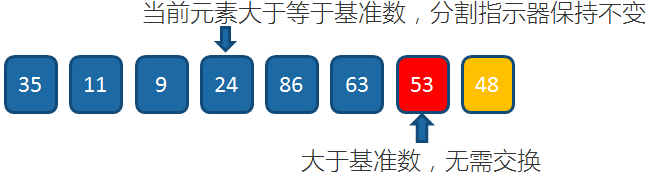 当前元素大于等于基准数，分割指示器保持不变
35 11 9 24 86 63 53 48
大于基准数，无需交换